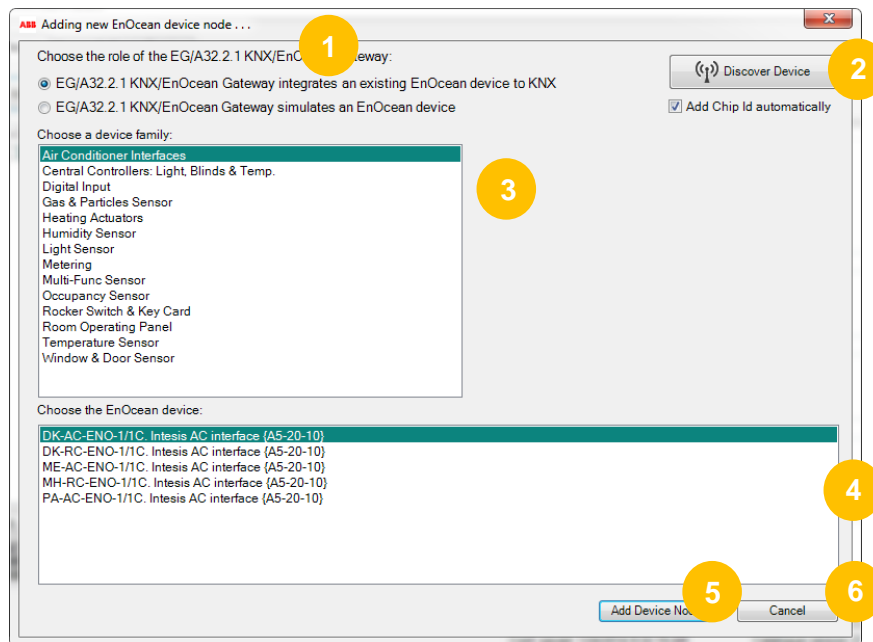 ABB Adding new EnOcean device node . . .
1
Choose the role of the EG/A32.2.1 KNX/EnO eway:
EG/A32.2.1 KNX/EnOcean Gateway integrates an existing EnOcean device to KNX
EG/A32.2.1 KNX/EnOcean Gateway simulates an EnOcean device
Discover Device
2
Add Chip Id automatically
Choose a device family:
Air Conditioner Interfaces
Central Controllers: Light, Blinds & Temp.
Digital Input
Gas & Particles Sensor
Heating Actuators
Humidity Sensor
Light Sensor
Metering
Multi-Func Sensor
Occupancy Sensor
Rocker Switch & Key Card
Room Operating Panel
Temperature Sensor
Window & Door Sensor
3
Choose the EnOcean device:
DK-AC-ENO-1/1C. Intesis AC interface {A5-20-10}
DK-RC-ENO-1/1C. Intesis AC interface {A5-20-10}
ME-AC-ENO-1/1C. Intesis AC interface {A5-20-10}
MH-RC-ENO-1/1C. Intesis AC interface {A5-20-10}
PA-AC-ENO-1/1C. Intesis AC interface {A5-20-10}
4
Add Device No
5
Cancel
6